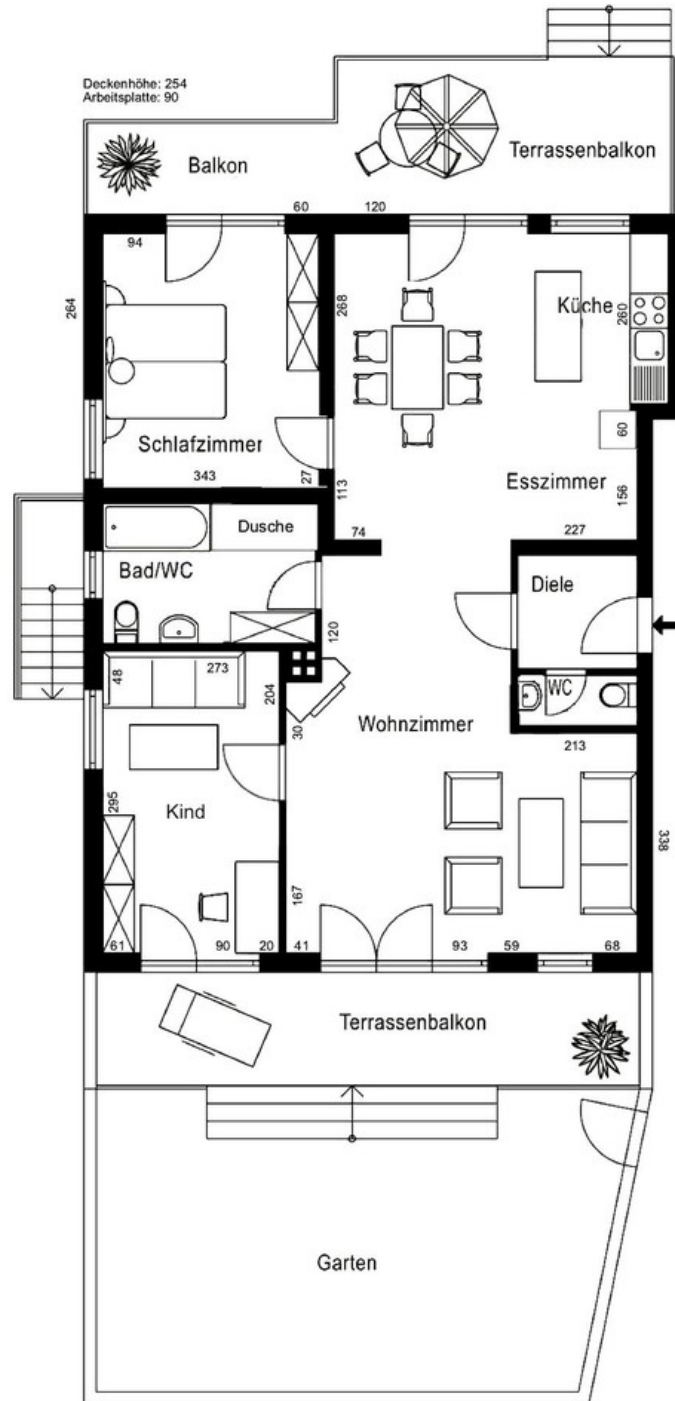 Deckenhöhe: 254
Arbeitsplatte: 90
Balkon
Terrassenbalkon
60
120
94
264
268
Küche
260
Schlafzimmer
343
27
113
60
Esszimmer
156
74
227
Dusche
Bad/WC
Diele
120
48
273
204
WC
30
Wohnzimmer
213
295
Kind
338
167
61
90
20
41
93
59
68
Terrassenbalkon
Garten